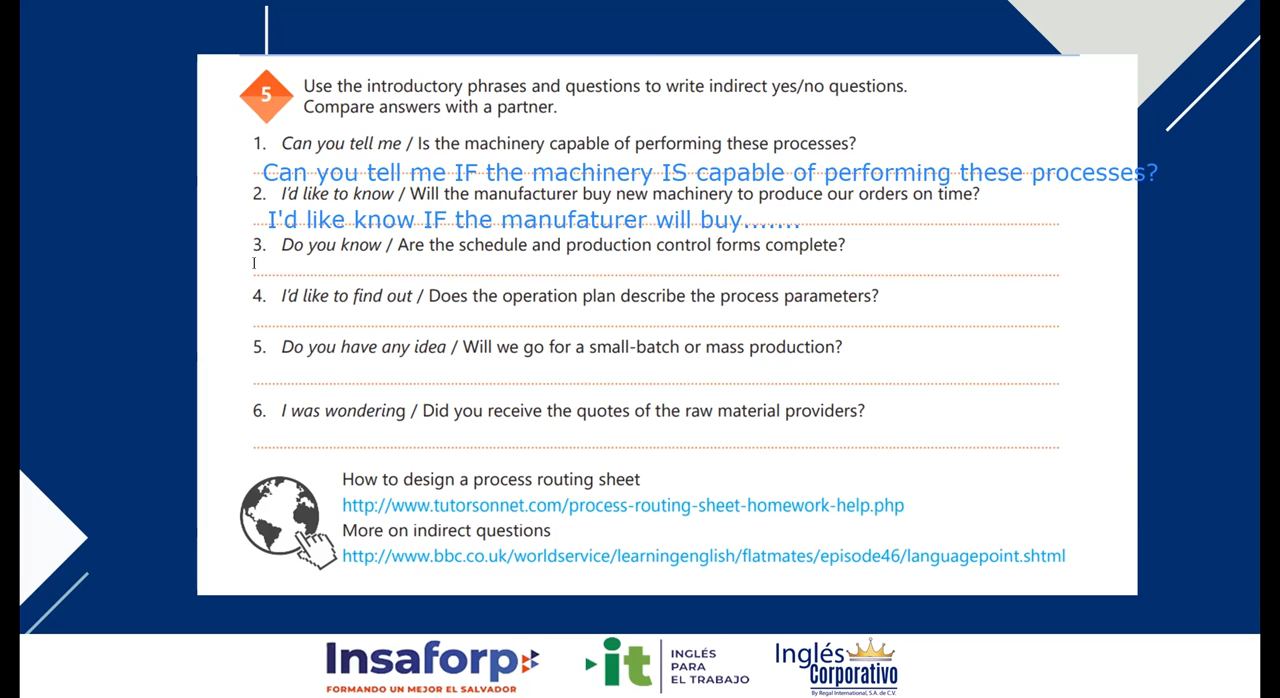 5
Use the introductory phrases and questions to write indirect yes/no questions.
Compare answers with a partner.
1. Can you tell me / Is the machinery capable of performing these processes?
Can you tell me IF the machinery IS capable of performing these processes?
2. I'd like to know / Will the manufacturer buy new machinery to produce our orders on time?
I'd like know IF the manufaturer will buy.......
3. Do you know / Are the schedule and production control forms complete?
4. I'd like to find out / Does the operation plan describe the process parameters?
5. Do you have any idea / Will we go for a small-batch or mass production?
6. I was wondering / Did you receive the quotes of the raw material providers?
How to design a process routing sheet
http://www.tutorsonnet.com/process-routing-sheet-homework-help.php
More on indirect questions
http://www.bbc.co.uk/worldservice/learningenglish/flatmates/episode46/languagepoint.shtml
Insaforp
FORMANDO UN MEJOR EL SALVADOR
it
INGLÉS
PARA
EL TRABAJO
Inglés
Corporativo
By Regal International, S.A. de C.V.